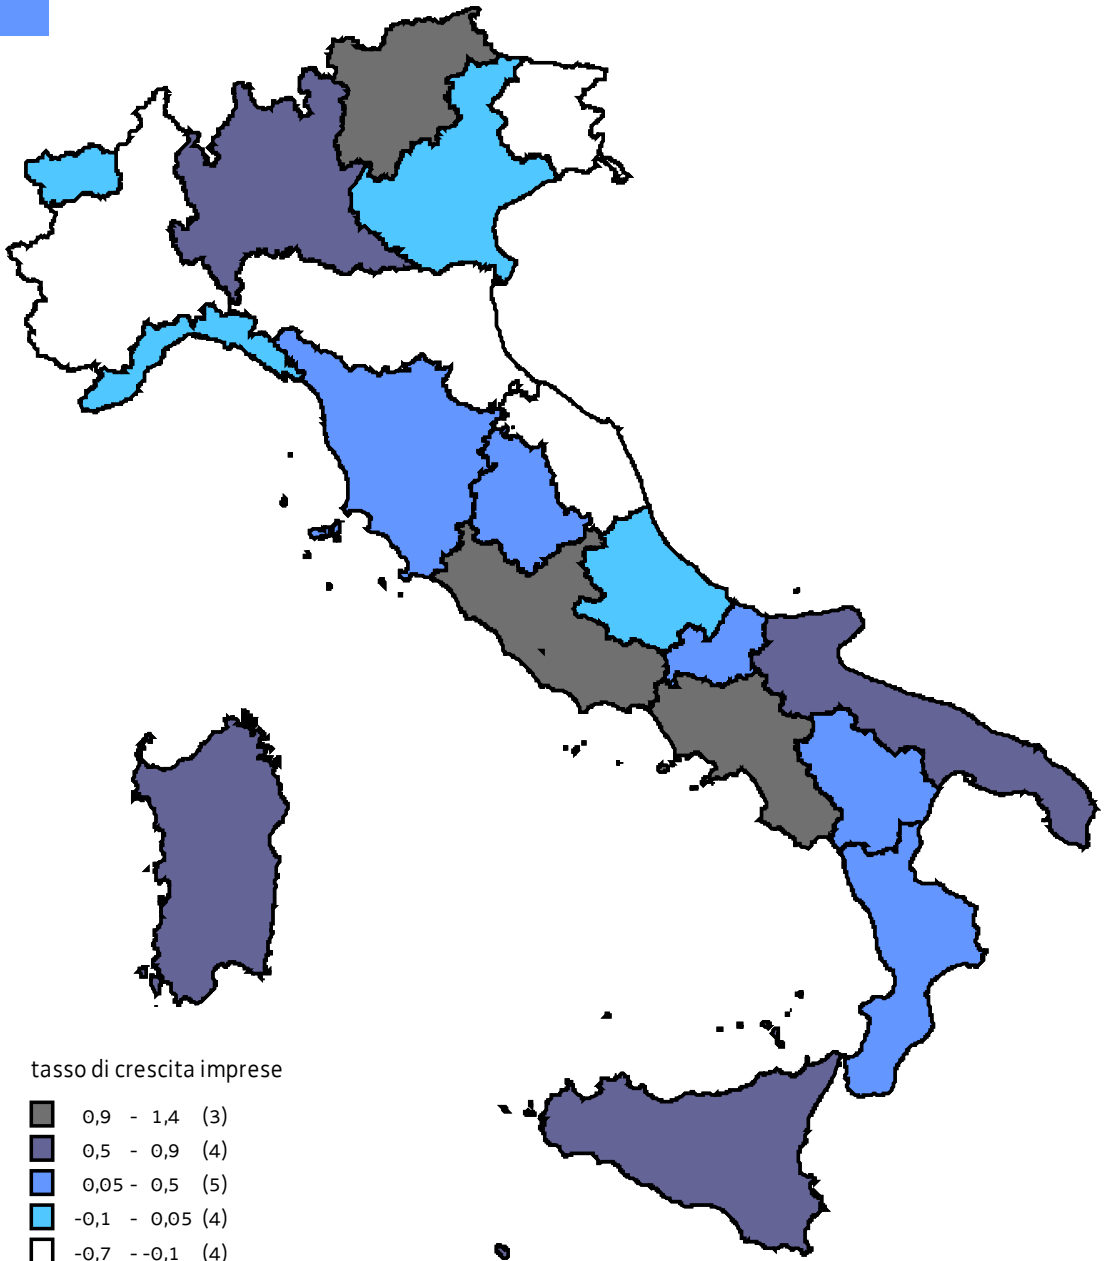 tasso di crescita imprese
0,9 - 1,4 (3)
0,5 - 0,9 (4)
0,05 - 0,5 (5)
-0,1 - 0,05 (4)
-0,7 - -0,1 (4)